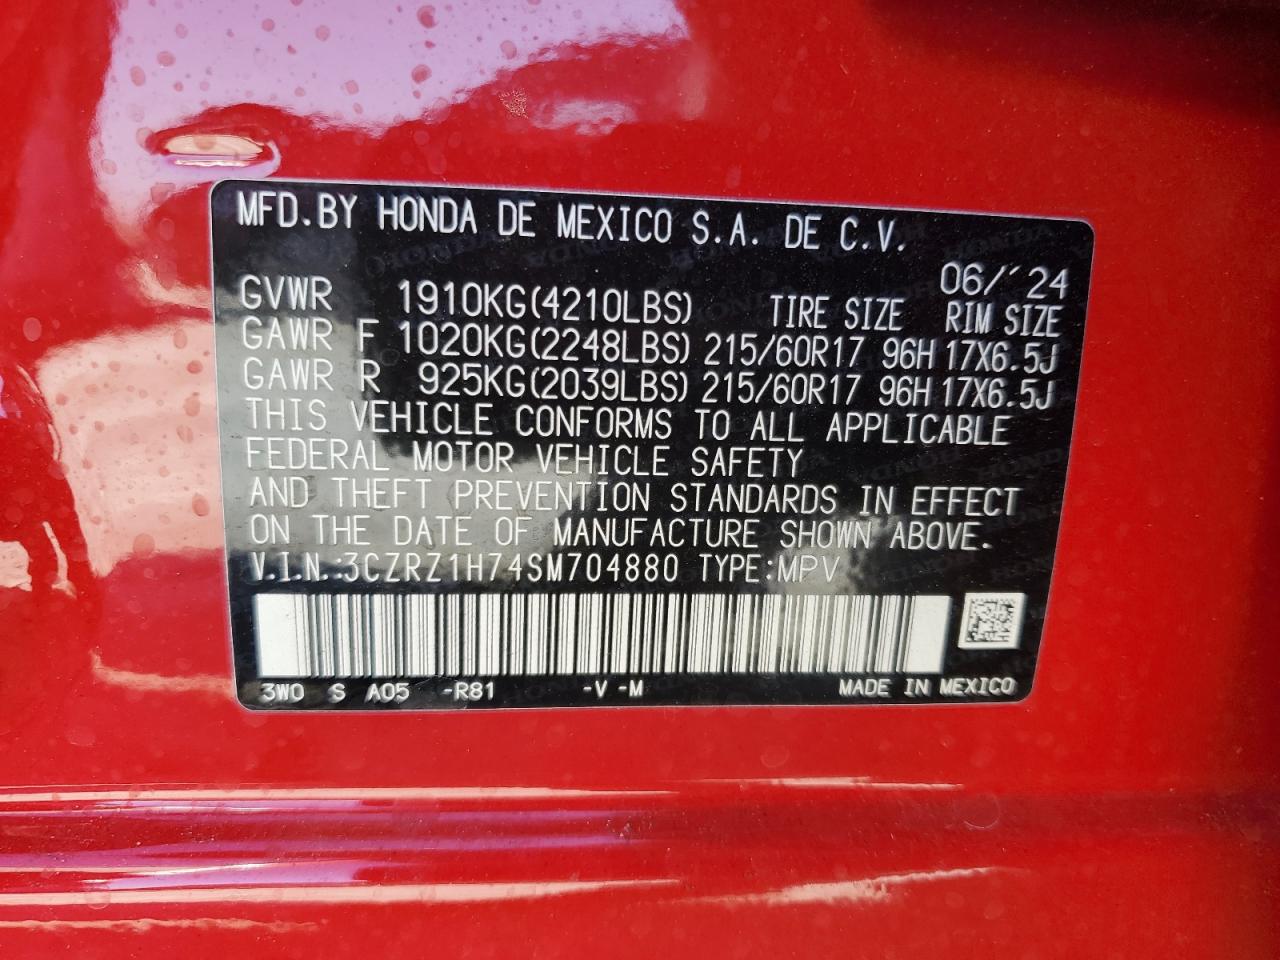 MFD.BY HONDA DE MEXICO S.A. DE C.V.
06/'24
GVWR 1910KG(4210LBS) TIRE SIZE RIM SIZE
GAWR F 1020KG(2248LBS) 215/60R17 96H 17X6.5J
GAWR R 925KG(2039LBS) 215/60R17 96H 17X6.5J
THIS VEHICLE CONFORMS TO ALL APPLICABLE
FEDERAL MOTOR VEHICLE SAFETY
AND THEFT PREVENTION STANDARDS IN EFFECT
ON THE DATE OF MANUFACTURE SHOWN ABOVE.
V.I.N.:3CZRZ1H74SM704880 TYPE:MPV
3W0 S A05 -R81 -V -M MADE IN MEXICO